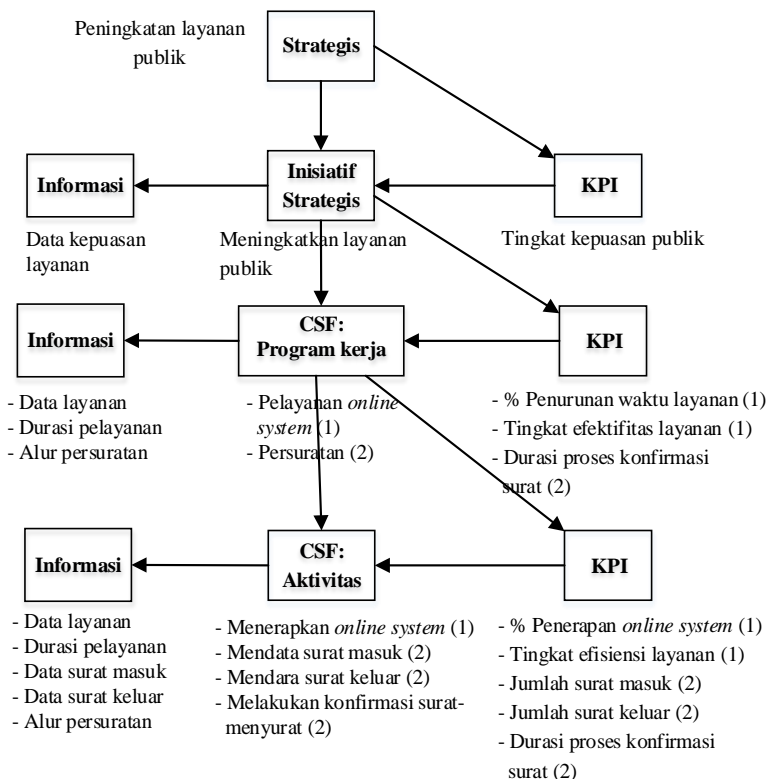 Peningkatan layanan
publik
Strategis
Informasi
Inisiatif
Strategis
KPI
Data kepuasan
layanan
Meningkatkan layanan
publik
Tingkat kepuasan publik
Informasi
CSF:
Program kerja
KPI
- Data layanan
- Durasi pelayanan
- Alur persuratan
- Pelayanan online
system (1)
- Persuratan (2)
- % Penurunan waktu layanan (1)
- Tingkat efektifitas layanan (1)
- Durasi proses konfirmasi
surat (2)
Informasi
CSF:
Aktivitas
KPI
- Data layanan
- Durasi pelayanan
- Data surat masuk
- Data surat keluar
- Alur persuratan
- Menerapkan online system (1)
- Mendata surat masuk (2)
- Mendara surat keluar (2)
- Melakukan konfirmasi surat-
menyurat (2)
- % Penerapan online system (1)
- Tingkat efisiensi layanan (1)
- Jumlah surat masuk (2)
- Jumlah surat keluar (2)
- Durasi proses konfirmasi
surat (2)